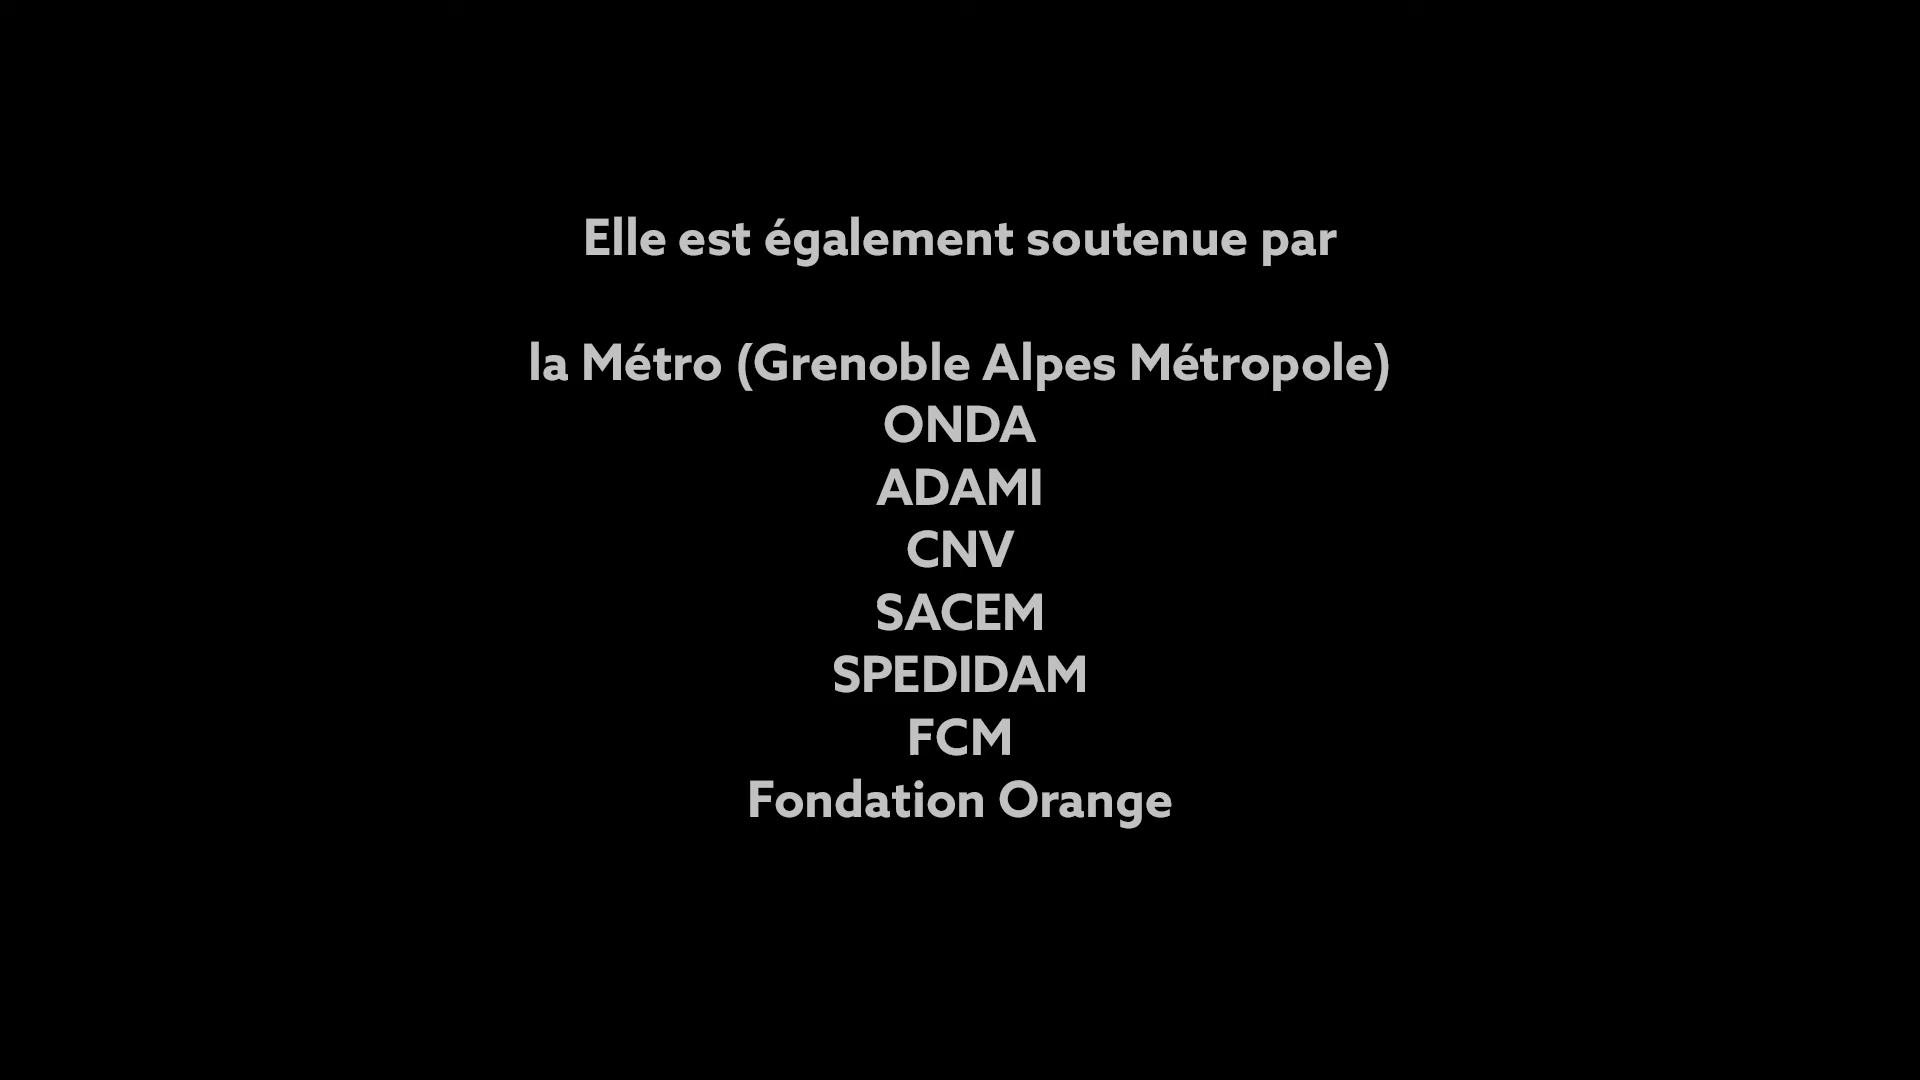 Elle est également soutenue par
la Métro (Grenoble Alpes Métropole)
ONDA
ADAMI
CNV
SACEM
SPEDIDAM
FCM
Fondation Orange